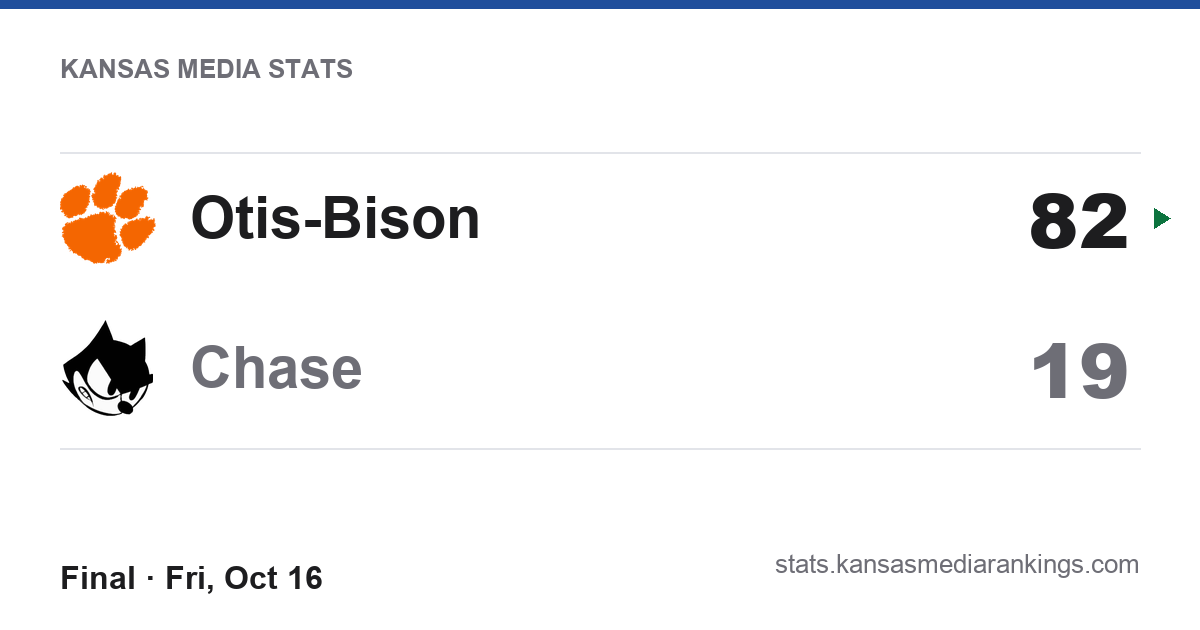 KANSAS MEDIA STATS
Otis-Bison 82
Chase 19
Final · Fri, Oct 16
stats.kansasmediarankings.com